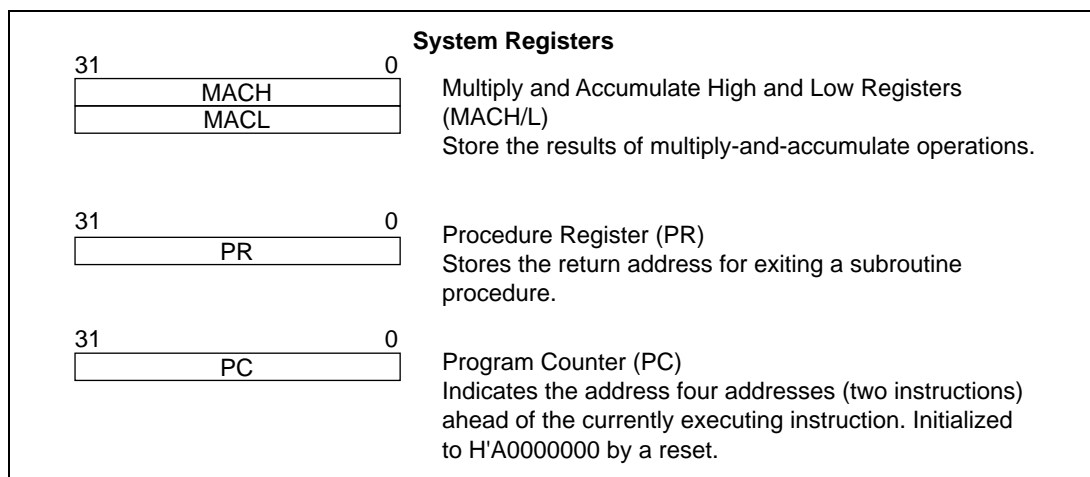 System Registers
31 0
MACH
MACL
Multiply and Accumulate High and Low Registers
(MACH/L)
Store the results of multiply-and-accumulate operations.
31 0
PR
Procedure Register (PR)
Stores the return address for exiting a subroutine
procedure.
31 0
PC
Program Counter (PC)
Indicates the address four addresses (two instructions)
ahead of the currently executing instruction. Initialized
to H'A0000000 by a reset.